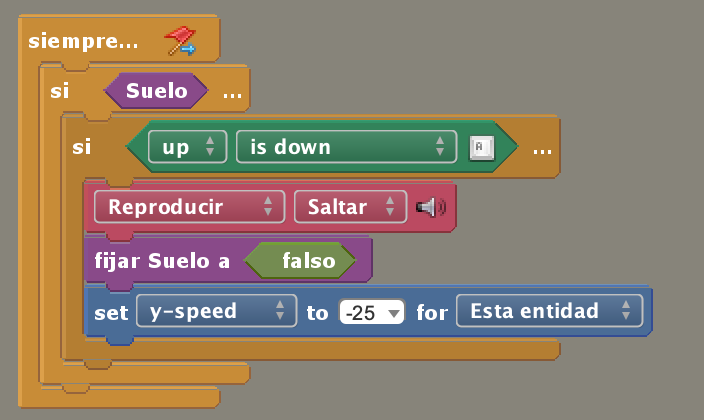 siempre...
si Suelo ...
si up is down A ...
Reproducir Saltar
fijar Suelo a falso
set y-speed to -25 for Esta entidad